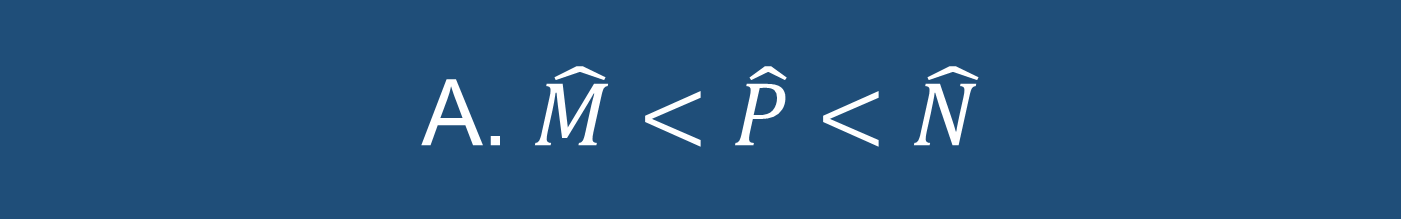 A. M̂ < P̂ < N̂